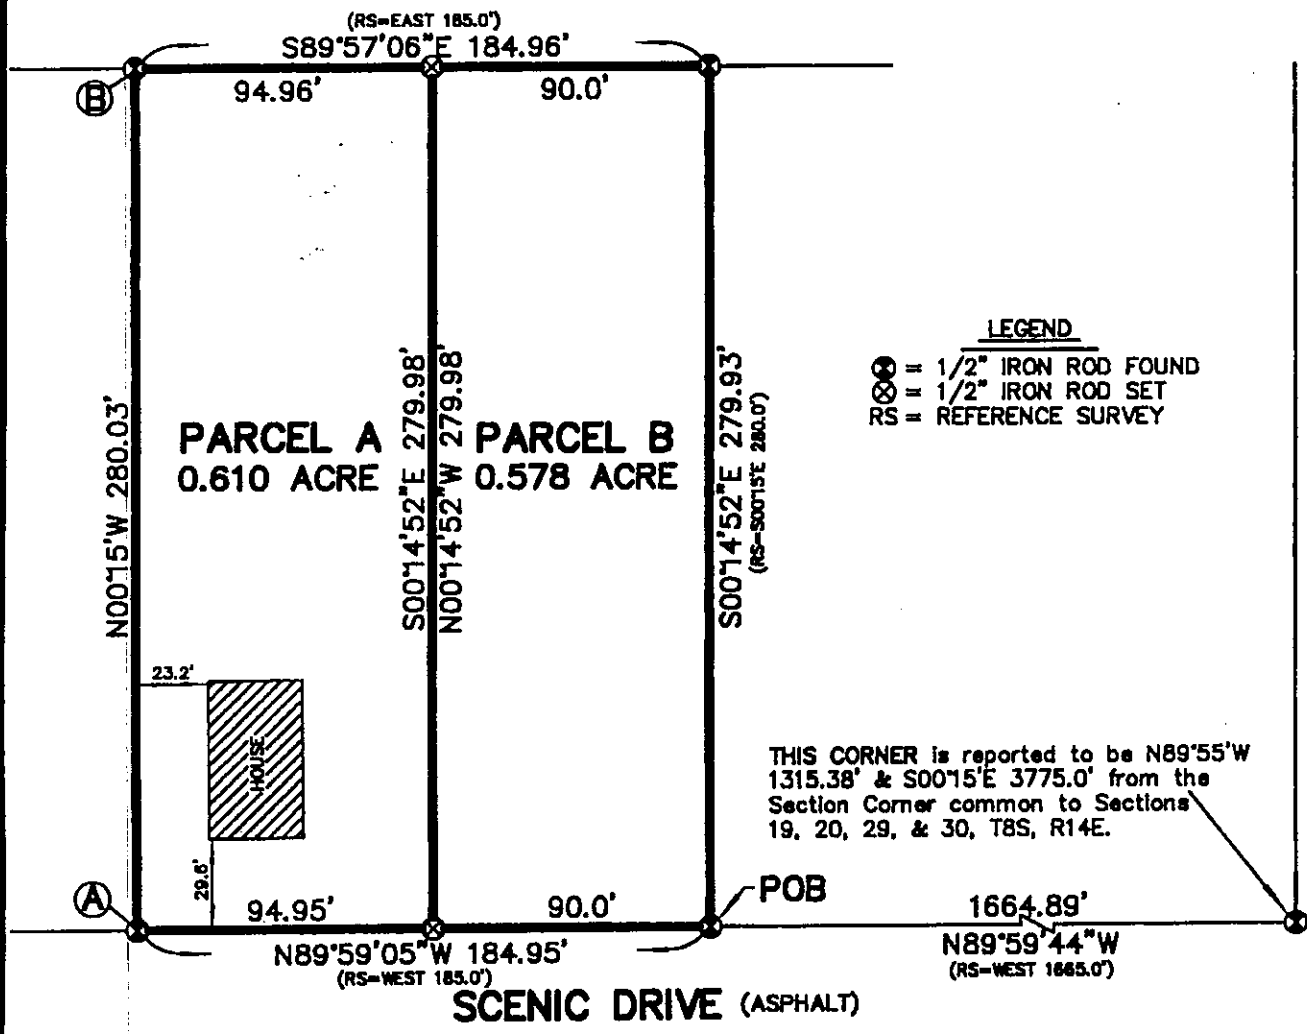 (RS=EAST 185.0')
S89°57'06"E 184.96'
94.96'
90.0'
B
LEGEND
= 1/2" IRON ROD FOUND
= 1/2" IRON ROD SET
RS = REFERENCE SURVEY
N00°15'W 280.03'
PARCEL A
0.610 ACRE
S00°14'52"E 279.98'
N00°14'52"W 279.98'
PARCEL B
0.578 ACRE
S00°14'52"E 279.93'
(RS=S00°15'E 280.0')
23.2'
HOUSE
29.6'
THIS CORNER is reported to be N89°55'W
1315.38' & S00°15'E 3775.0' from the
Section Corner common to Sections
19, 20, 29, & 30, T8S, R14E.
A
94.95'
90.0'
POB
1664.89'
N89°59'05"W 184.95'
(RS=WEST 185.0')
N89°59'44"W
(RS=WEST 1665.0')
SCENIC DRIVE (ASPHALT)